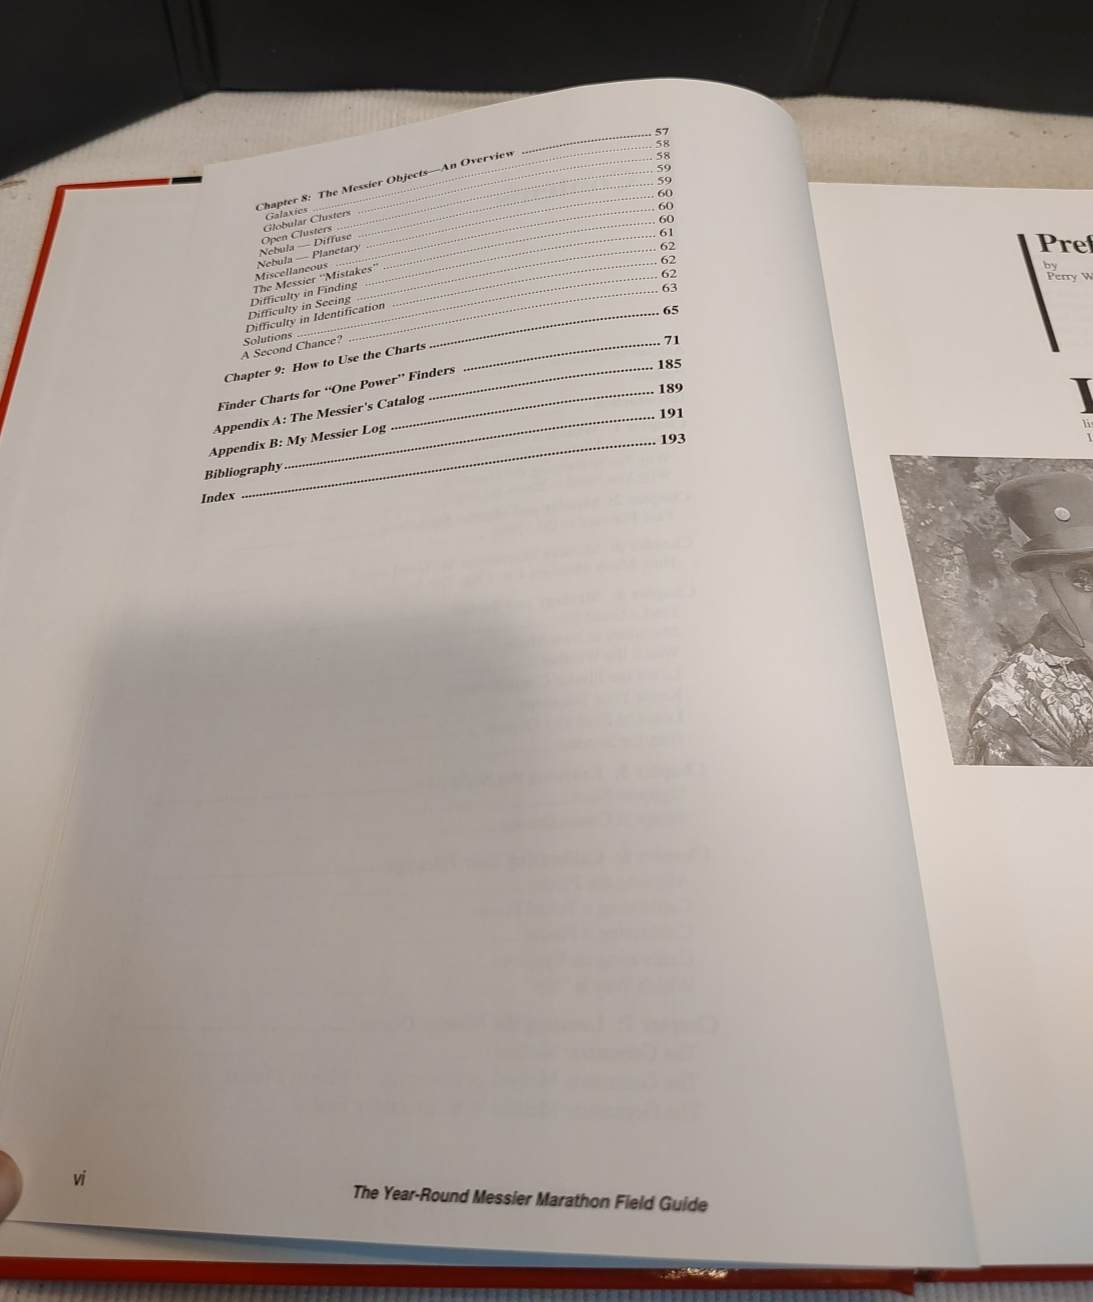 Chapter 8: The Messier Objects—An Overview ........ 57
Galaxies ........ 58
Globular Clusters ........ 58
Open Clusters ........ 59
Nebula — Diffuse ........ 59
Nebula — Planetary ........ 60
Miscellaneous ........ 60
The Messier “Mistakes” ........ 60
Difficulty in Finding ........ 61
Difficulty in Seeing ........ 62
Difficulty in Identification ........ 62
Solutions ........ 62
A Second Chance? ........ 63
Chapter 9: How to Use the Charts ........ 65
Finder Charts for “One Power” Finders ........ 71
Appendix A: The Messier's Catalog ........ 185
Appendix B: My Messier Log ........ 189
Bibliography ........ 191
Index ........ 193
vi
The Year-Round Messier Marathon Field Guide
Pref
by
Perry W